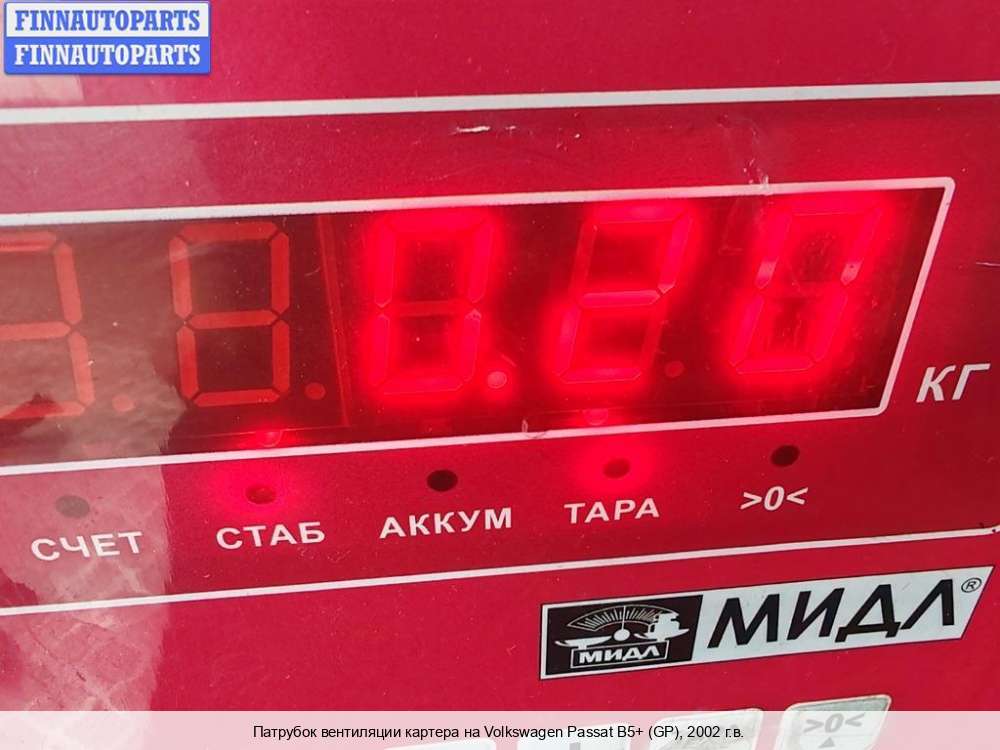 FINNAUTOPARTS
FINNAUTOPARTS
0.20
КГ
СЧЕТ СТАБ АККУМ ТАРА >0<
МИДЛ МИДЛ®
>0<
Патрубок вентиляции картера на Volkswagen Passat B5+ (GP), 2002 г.в.